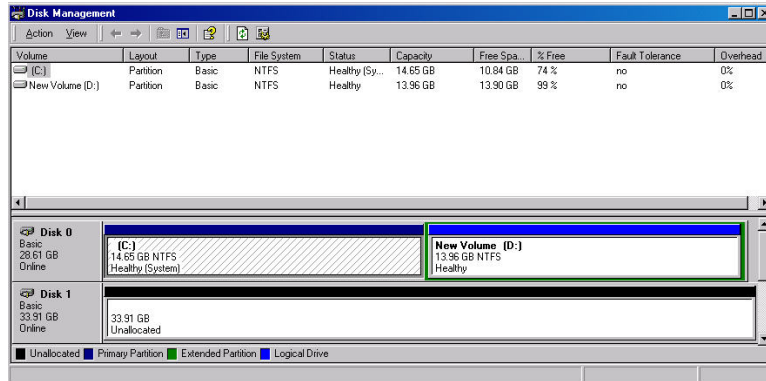 Disk Management
Action View
Volume Layout Type File System Status Capacity Free Spa... % Free Fault Tolerance Overhead
(C:) Partition Basic NTFS Healthy (Sy... 14.65 GB 10.84 GB 74 % no 0%
New Volume (D:) Partition Basic NTFS Healthy 13.96 GB 13.90 GB 99 % no 0%
Disk 0
Basic
28.61 GB
Online
(C:)
14.65 GB NTFS
Healthy (System)
New Volume (D:)
13.96 GB NTFS
Healthy
Disk 1
Basic
33.91 GB
Online
33.91 GB
Unallocated
Unallocated Primary Partition Extended Partition Logical Drive